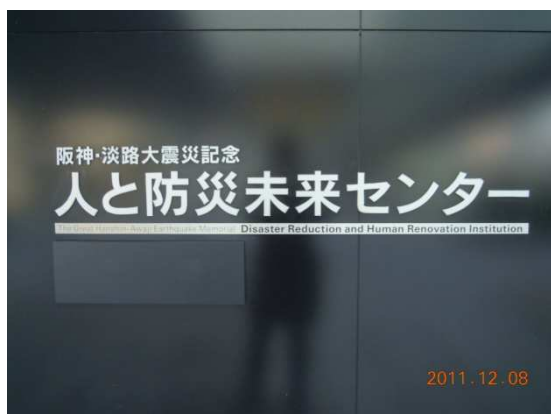 阪神・淡路大震災記念
人と防災未来センター
The Great Hanshin-Awaji Earthquake Memorial Disaster Reduction and Human Renovation Institution
2011.12.08